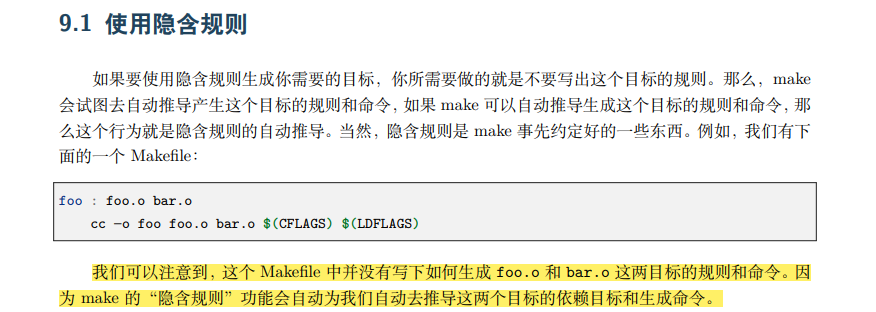 9.1 使用隐含规则
如果要使用隐含规则生成你需要的目标，你所需要做的就是不要写出这个目标的规则。那么，make
会试图去自动推导产生这个目标的规则和命令，如果 make 可以自动推导生成这个目标的规则和命令，那
么这个行为就是隐含规则的自动推导。当然，隐含规则是 make 事先约定好的一些东西。例如，我们有下
面的一个 Makefile：
foo : foo.o bar.o
cc –o foo foo.o bar.o $(CFLAGS) $(LDFLAGS)
我们可以注意到，这个 Makefile 中并没有写下如何生成 foo.o 和 bar.o 这两目标的规则和命令。因
为 make 的“隐含规则”功能会自动为我们自动去推导这两个目标的依赖目标和生成命令。